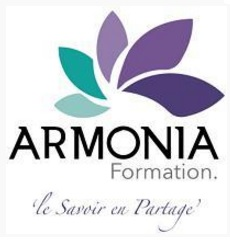 ARMONIA
Formation.
'le Savoir en Partage'